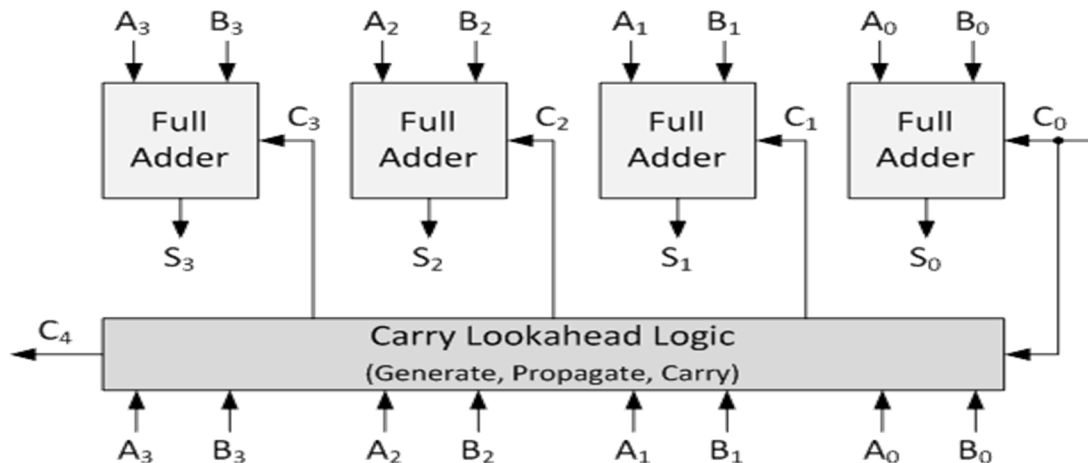 A₃ B₃ A₂ B₂ A₁ B₁ A₀ B₀
Full Adder C₃ Full Adder C₂ Full Adder C₁ Full Adder C₀
S₃ S₂ S₁ S₀
C₄ Carry Lookahead Logic
(Generate, Propagate, Carry)
A₃ B₃ A₂ B₂ A₁ B₁ A₀ B₀